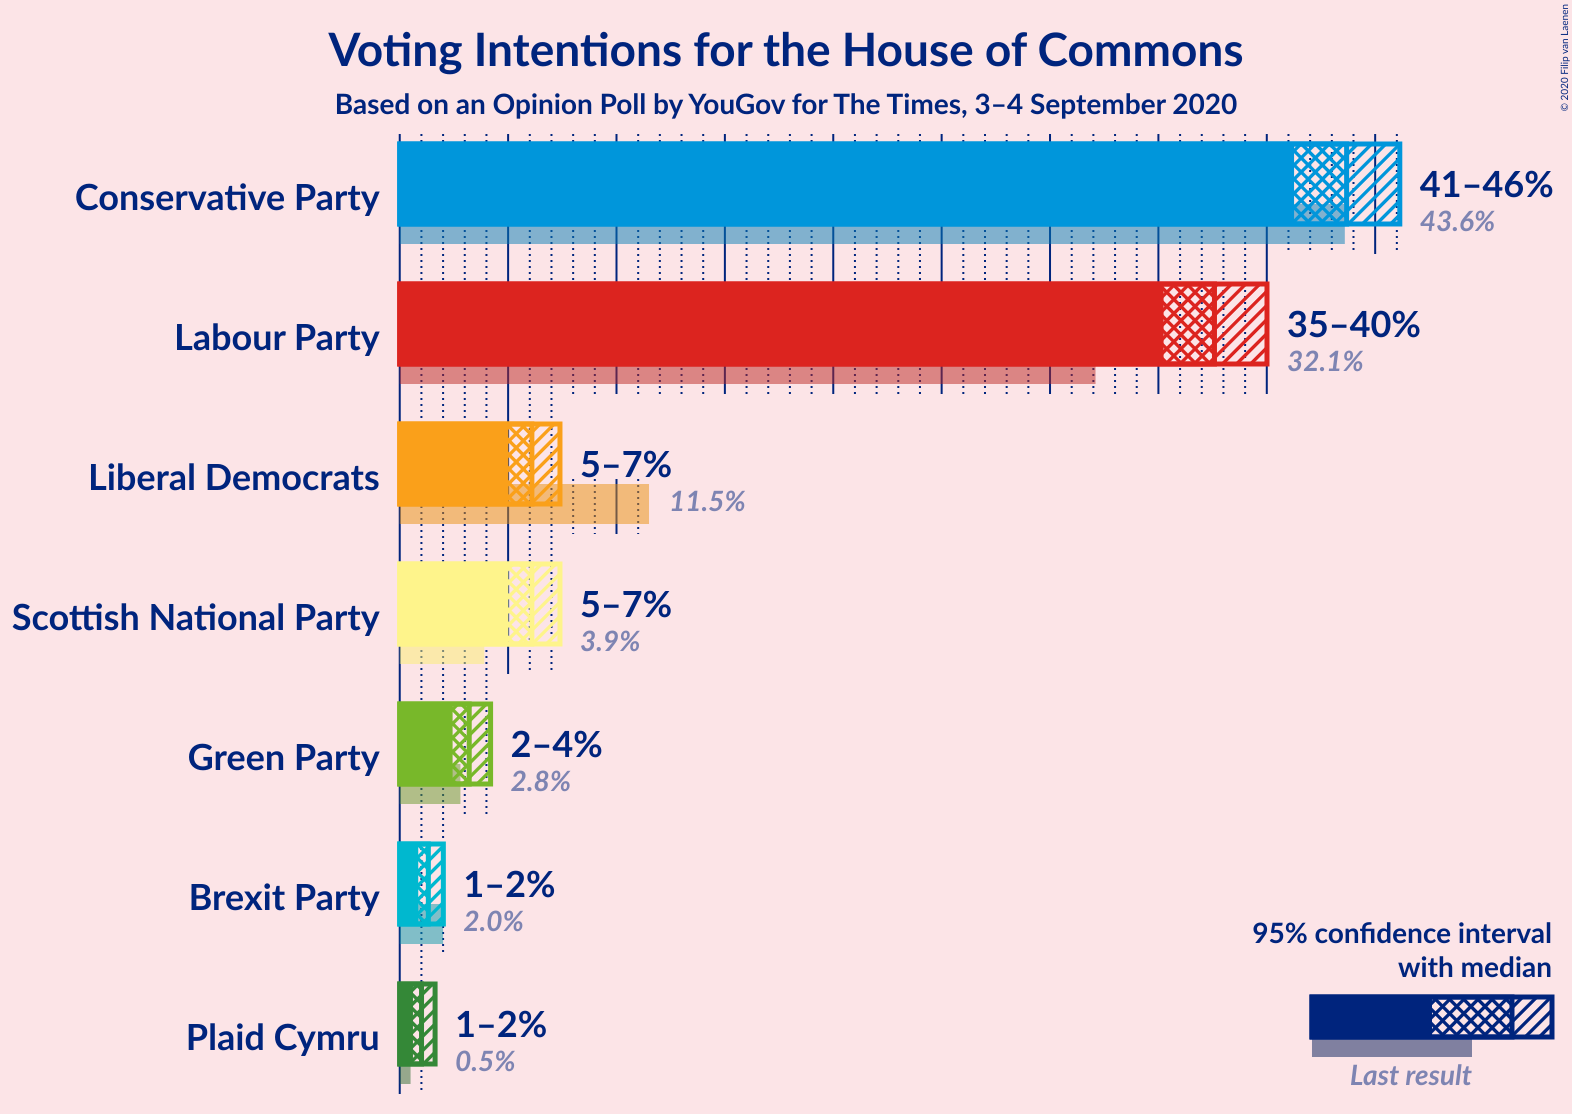 Voting Intentions for the House of Commons
Based on an Opinion Poll by YouGov for The Times, 3–4 September 2020
© 2020 Filip van Laenen
Conservative Party
41–46%
43.6%
Labour Party
35–40%
32.1%
Liberal Democrats
5–7%
11.5%
Scottish National Party
5–7%
3.9%
Green Party
2–4%
2.8%
Brexit Party
1–2%
2.0%
Plaid Cymru
1–2%
0.5%
95% confidence interval
with median
Last result